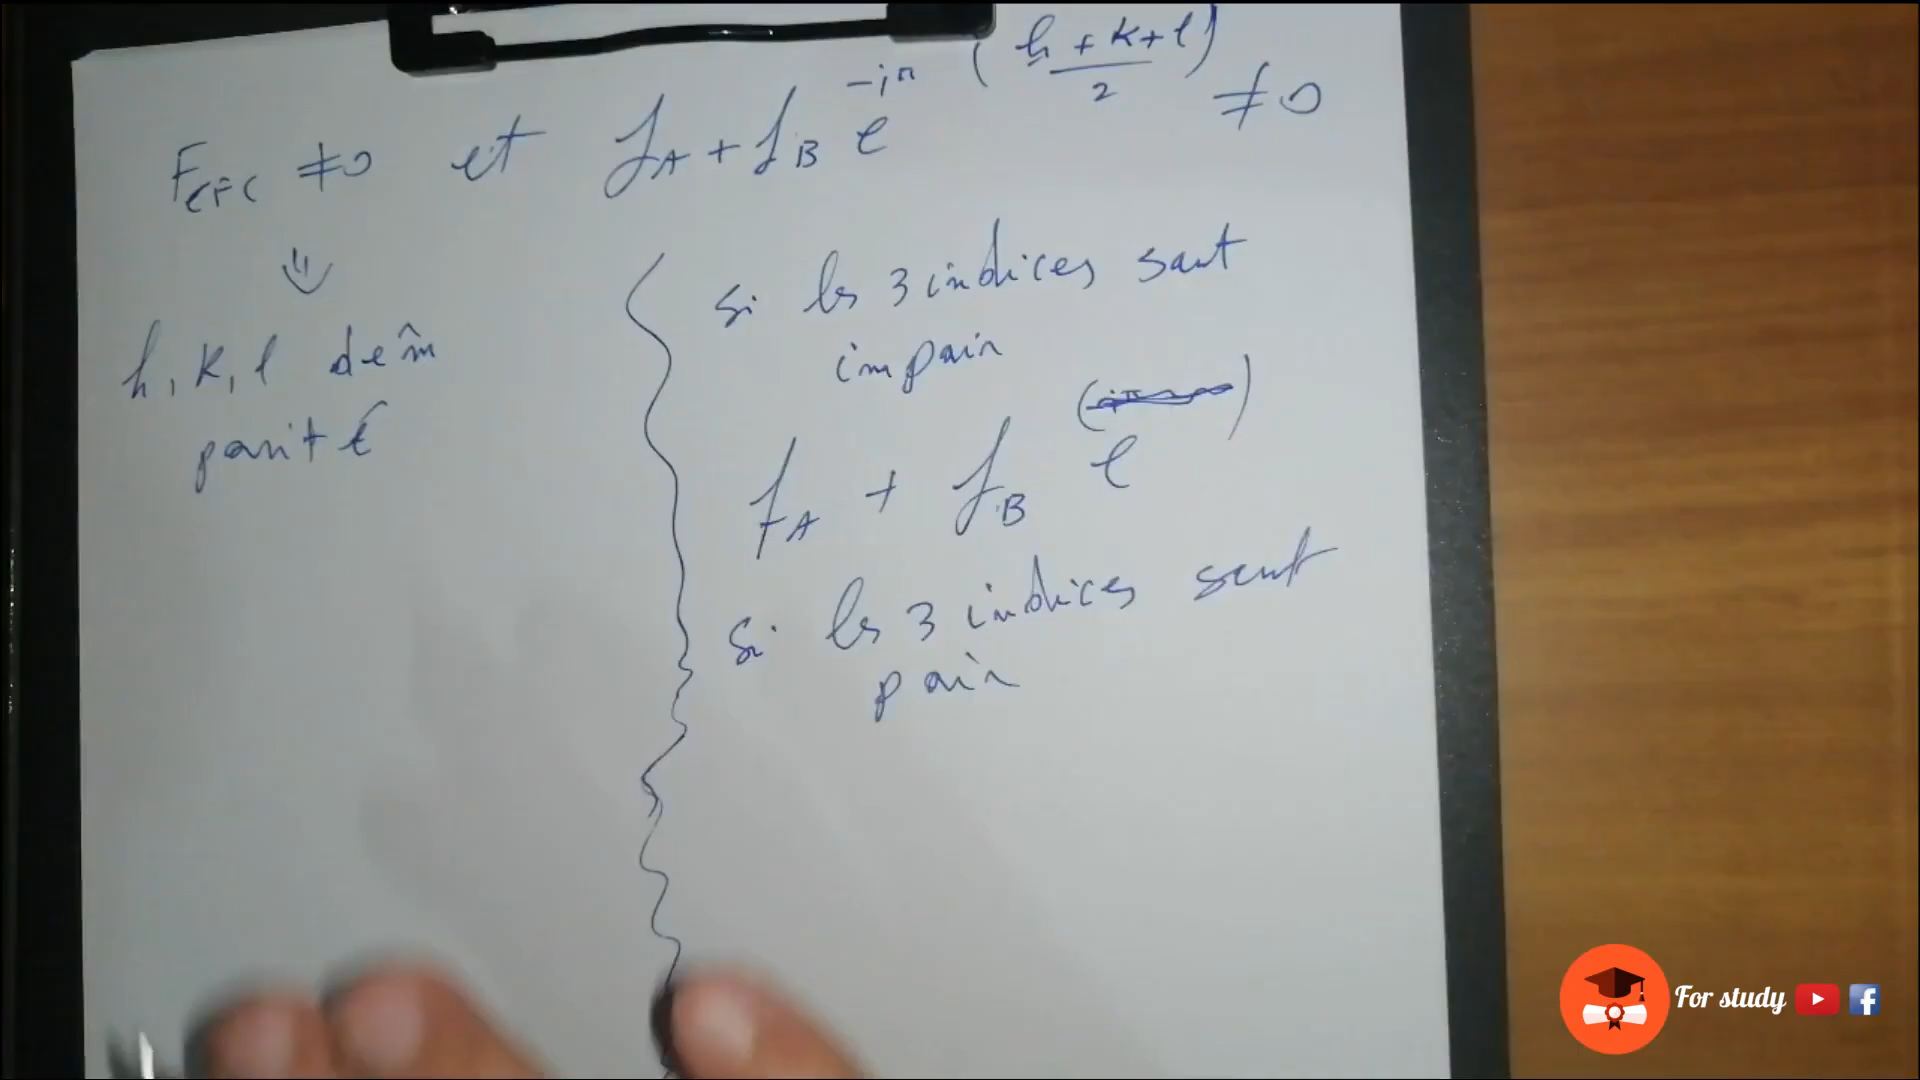 F_CFC ≠0 et f_A + f_B e^{-iπ (h+k+l)/2} ≠0
⇓
h, k, l de m̂
parité
si les 3 indices sont
impair
f_A + f_B e
si les 3 indices sont
pair
For study